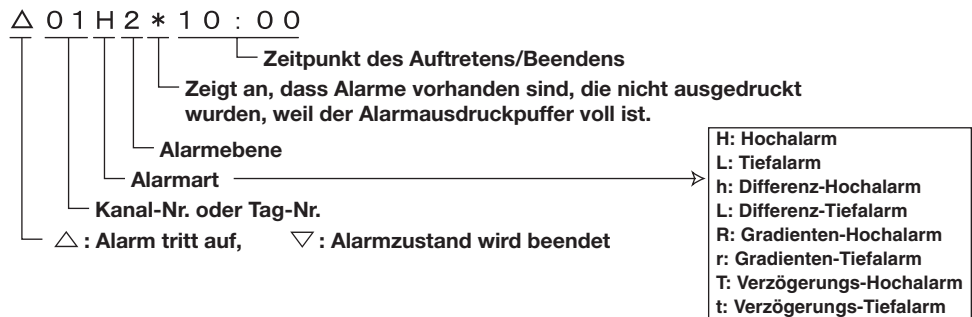 △ 0 1 H 2 * 1 0 : 0 0
Zeitpunkt des Auftretens/Beendens
Zeigt an, dass Alarme vorhanden sind, die nicht ausgedruckt
wurden, weil der Alarmausdruckpuffer voll ist.
Alarmebene
Alarmart
Kanal-Nr. oder Tag-Nr.
△ : Alarm tritt auf, ▽ : Alarmzustand wird beendet
H: Hochalarm
L: Tiefalarm
h: Differenz-Hochalarm
L: Differenz-Tiefalarm
R: Gradienten-Hochalarm
r: Gradienten-Tiefalarm
T: Verzögerungs-Hochalarm
t: Verzögerungs-Tiefalarm